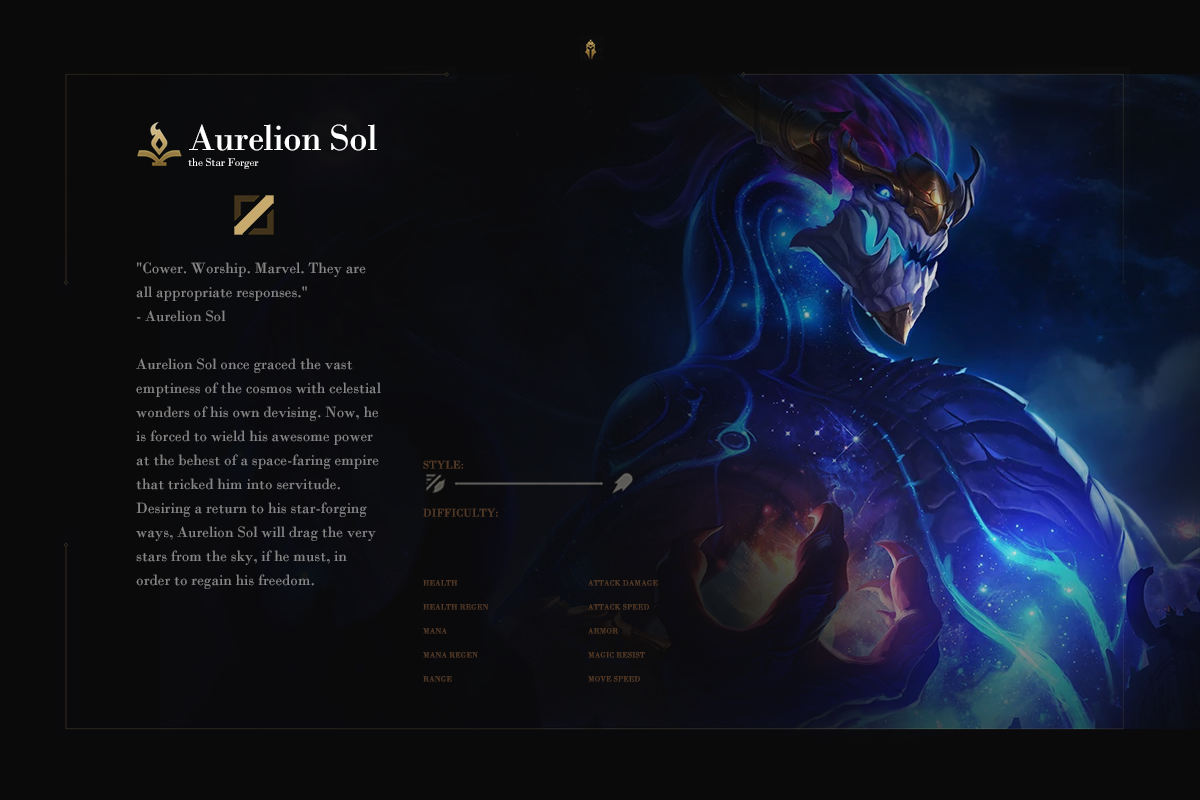 Aurelion Sol
the Star Forger
"Cower. Worship. Marvel. They are
all appropriate responses."
- Aurelion Sol
Aurelion Sol once graced the vast
emptiness of the cosmos with celestial
wonders of his own devising. Now, he
is forced to wield his awesome power
at the behest of a space-faring empire
that tricked him into servitude.
Desiring a return to his star-forging
ways, Aurelion Sol will drag the very
stars from the sky, if he must, in
order to regain his freedom.
STYLE:
DIFFICULTY:
HEALTH
HEALTH REGEN
MANA
MANA REGEN
RANGE
ATTACK DAMAGE
ATTACK SPEED
ARMOR
MAGIC RESIST
MOVE SPEED